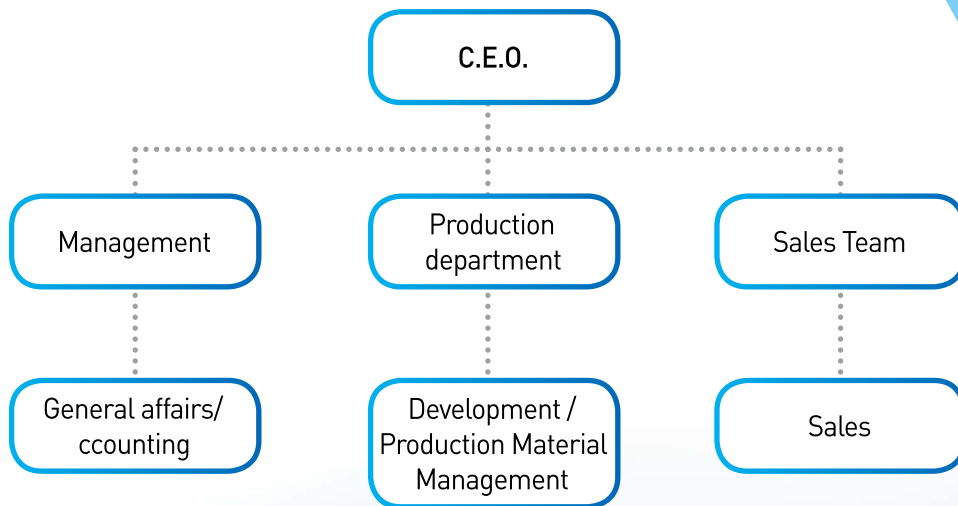 C.E.O.
Management
Production
department
Sales Team
General affairs/
ccounting
Development /
Production Material
Management
Sales